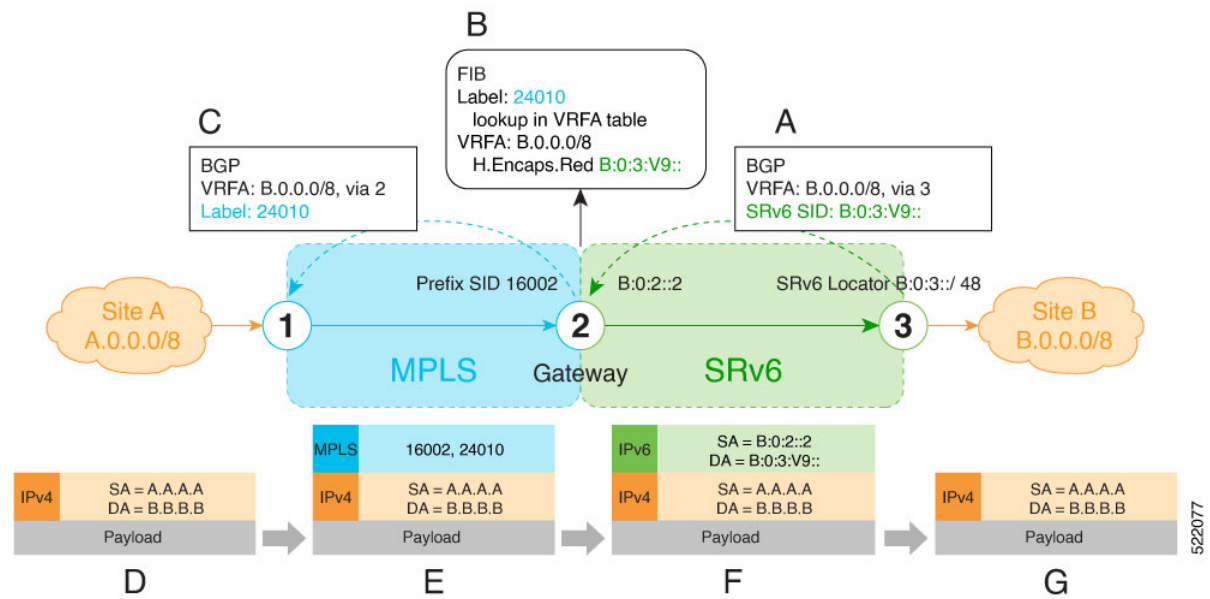 B
FIB
Label: 24010
lookup in VRFA table
VRFA: B.0.0.0/8
H.Encaps.Red B:0:3:V9::
C
BGP
VRFA: B.0.0.0/8, via 2
Label: 24010
A
BGP
VRFA: B.0.0.0/8, via 3
SRv6 SID: B:0:3:V9::
Prefix SID 16002
B:0:2::2
SRv6 Locator B:0:3::/ 48
Site A
A.0.0.0/8
1
2
3
Site B
B.0.0.0/8
MPLS
Gateway
SRv6
IPv4
SA = A.A.A.A
DA = B.B.B.B
Payload
D
MPLS
16002, 24010
IPv4
SA = A.A.A.A
DA = B.B.B.B
Payload
E
IPv6
SA = B:0:2::2
DA = B:0:3:V9::
IPv4
SA = A.A.A.A
DA = B.B.B.B
Payload
F
IPv4
SA = A.A.A.A
DA = B.B.B.B
Payload
G
522077